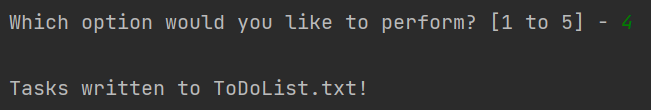 Which option would you like to perform? [1 to 5] - 4
Tasks written to ToDoList.txt!